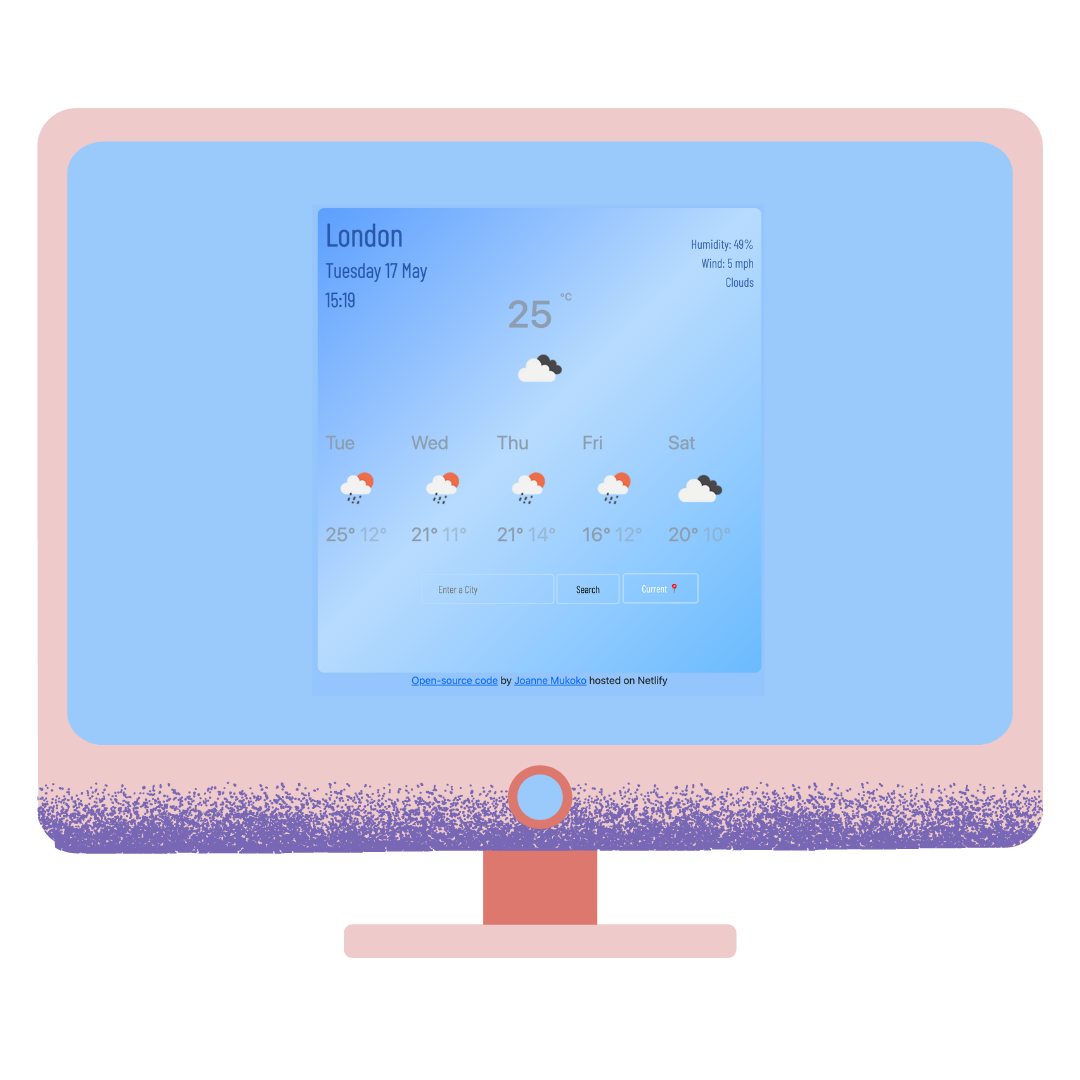 London
Tuesday 17 May
15:19
Humidity: 49%
Wind: 5 mph
Clouds
25 °C
Tue Wed Thu Fri Sat
25° 12° 21° 11° 21° 14° 16° 12° 20° 10°
Enter a City Search Current
Open-source code by Joanne Mukoko hosted on Netlify